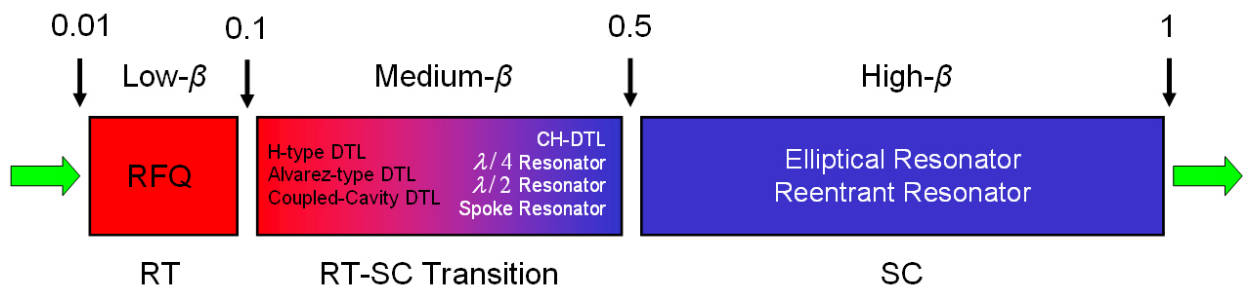 0.01 0.1 0.5 1
Low-β Medium-β High-β
RFQ
H-type DTL
Alvarez-type DTL
Coupled-Cavity DTL
CH-DTL
λ/4 Resonator
λ/2 Resonator
Spoke Resonator
Elliptical Resonator
Reentrant Resonator
RT RT-SC Transition SC